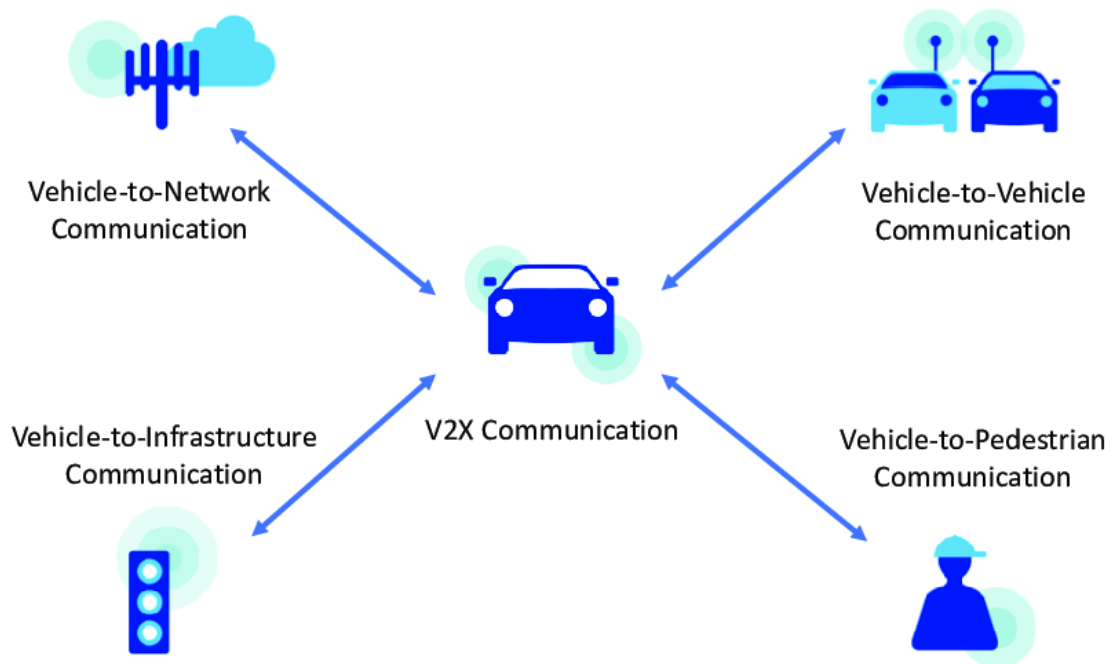 Vehicle-to-Network
Communication
Vehicle-to-Vehicle
Communication
V2X Communication
Vehicle-to-Infrastructure
Communication
Vehicle-to-Pedestrian
Communication